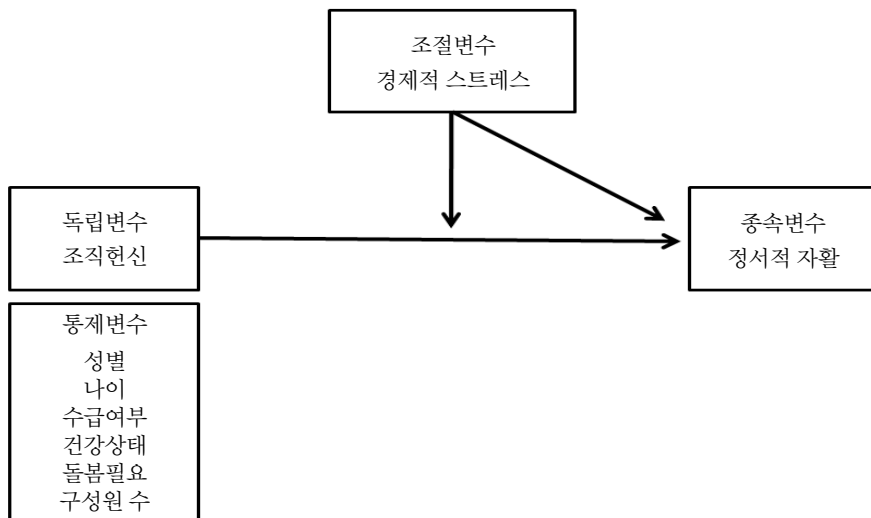 조절변수
경제적 스트레스
독립변수
조직헌신
종속변수
정서적 자활
통제변수
성별
나이
수급여부
건강상태
돌봄필요
구성원 수